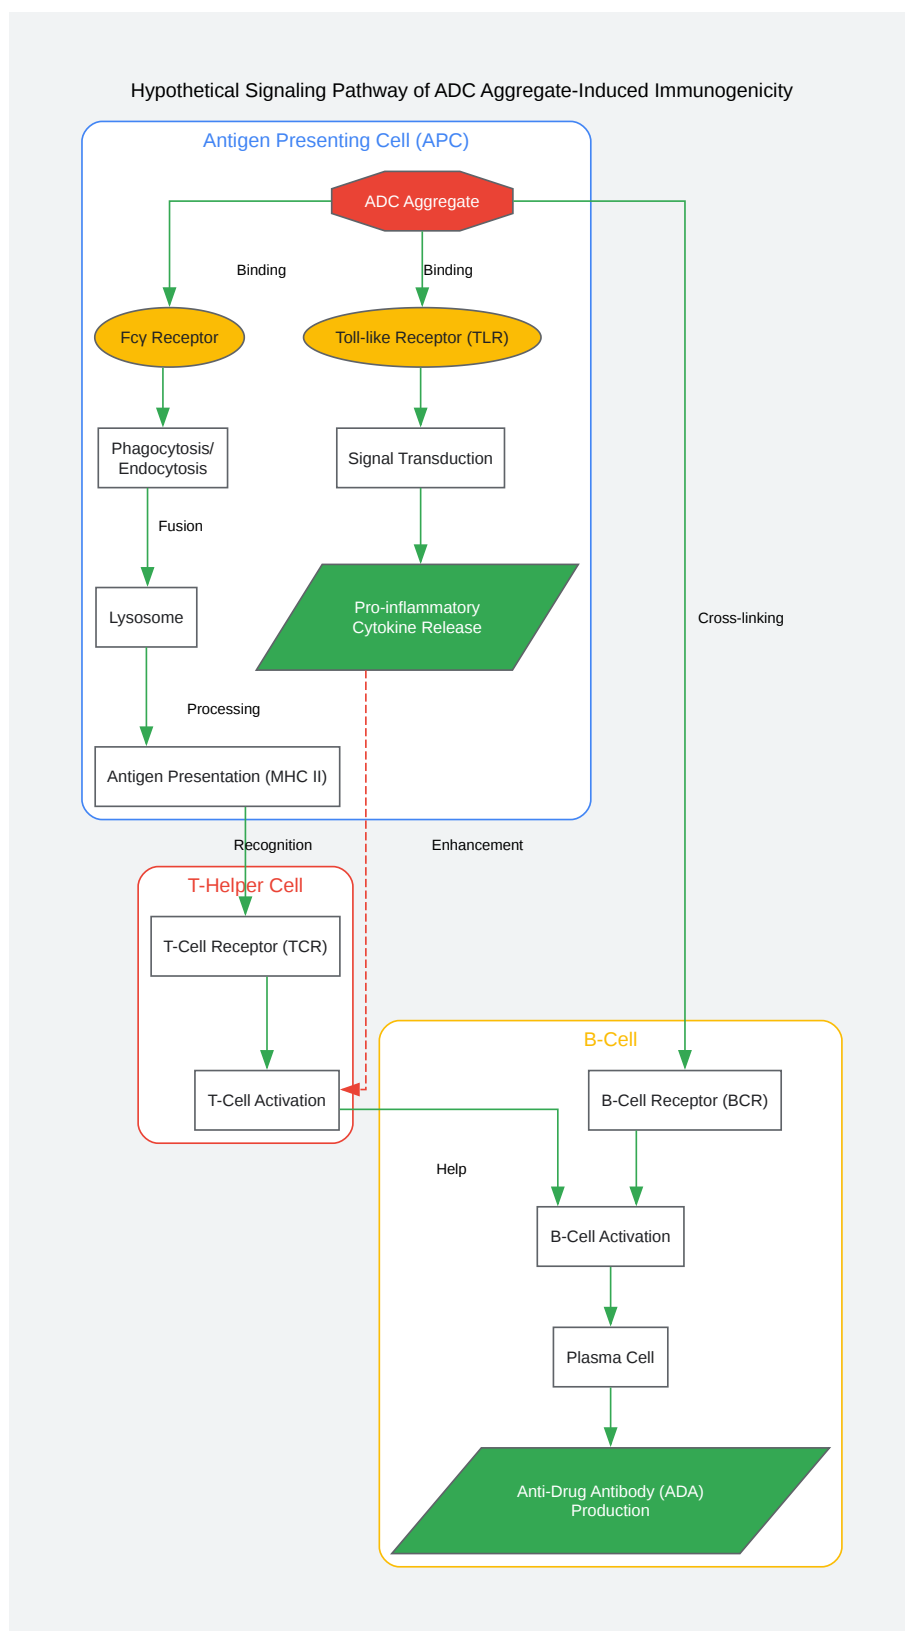 Hypothetical Signaling Pathway of ADC Aggregate-Induced Immunogenicity
Antigen Presenting Cell (APC)
ADC Aggregate
Binding
Binding
Fcγ Receptor
Toll-like Receptor (TLR)
Phagocytosis/
Endocytosis
Signal Transduction
Fusion
Lysosome
Pro-inflammatory
Cytokine Release
Cross-linking
Processing
Antigen Presentation (MHC II)
Recognition
Enhancement
T-Helper Cell
T-Cell Receptor (TCR)
B-Cell
T-Cell Activation
B-Cell Receptor (BCR)
Help
B-Cell Activation
Plasma Cell
Anti-Drug Antibody (ADA)
Production